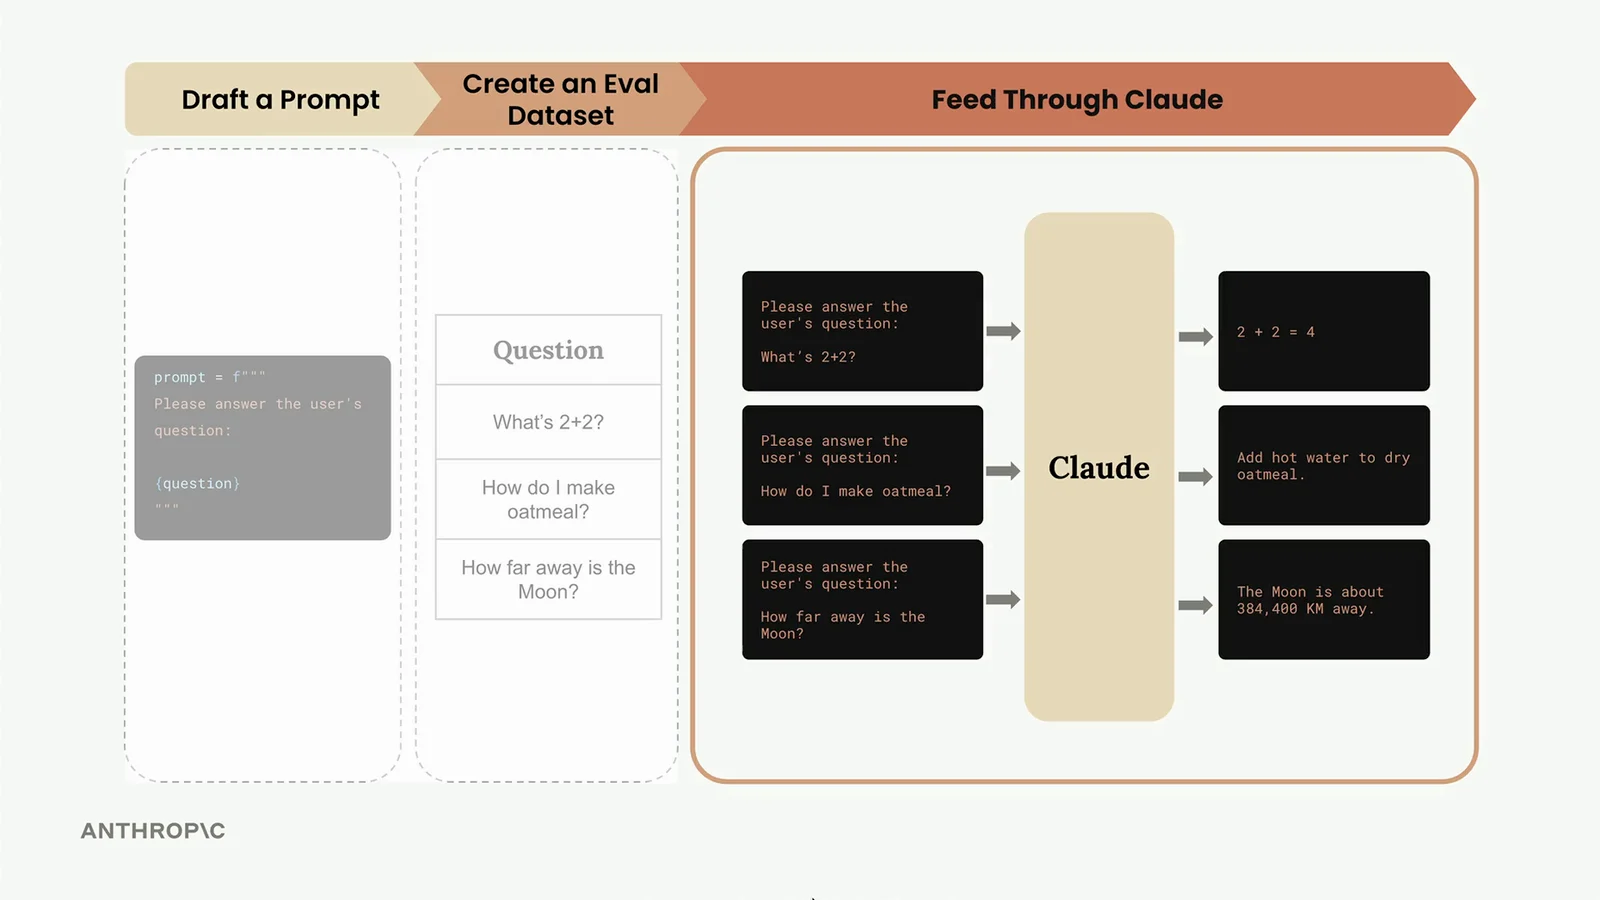 Draft a Prompt
Create an Eval
Dataset
Feed Through Claude
prompt = f"""
Please answer the user's
question:
{question}
"""
Question
What’s 2+2?
How do I make
oatmeal?
How far away is the
Moon?
Please answer the
user's question:
What’s 2+2?
Please answer the
user's question:
How do I make oatmeal?
Please answer the
user's question:
How far away is the
Moon?
Claude
2 + 2 = 4
Add hot water to dry
oatmeal.
The Moon is about
384,400 KM away.
ANTHROP\C